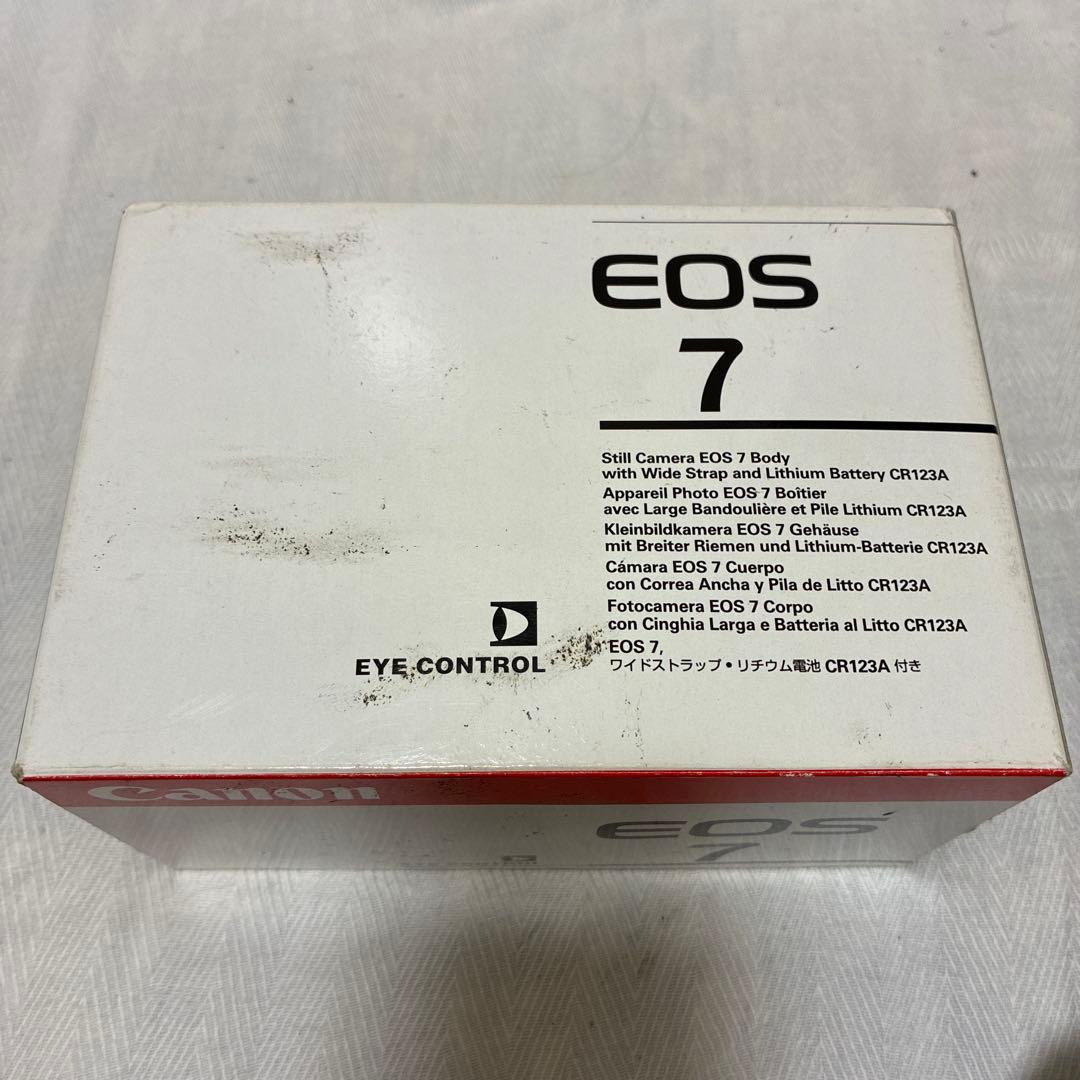 EOS
7
Still Camera EOS 7 Body
with Wide Strap and Lithium Battery CR123A
Appareil Photo EOS 7 Boîtier
avec Large Bandoulière et Pile Lithium CR123A
Kleinbildkamera EOS 7 Gehäuse
mit Breiter Riemen und Lithium-Batterie CR123A
Cámara EOS 7 Cuerpo
con Correa Ancha y Pila de Litto CR123A
Fotocamera EOS 7 Corpo
con Cinghia Larga e Batteria al Litto CR123A
EOS 7,
ワイドストラップ・リチウム電池 CR123A 付き
EYE CONTROL
Canon
EOS
7